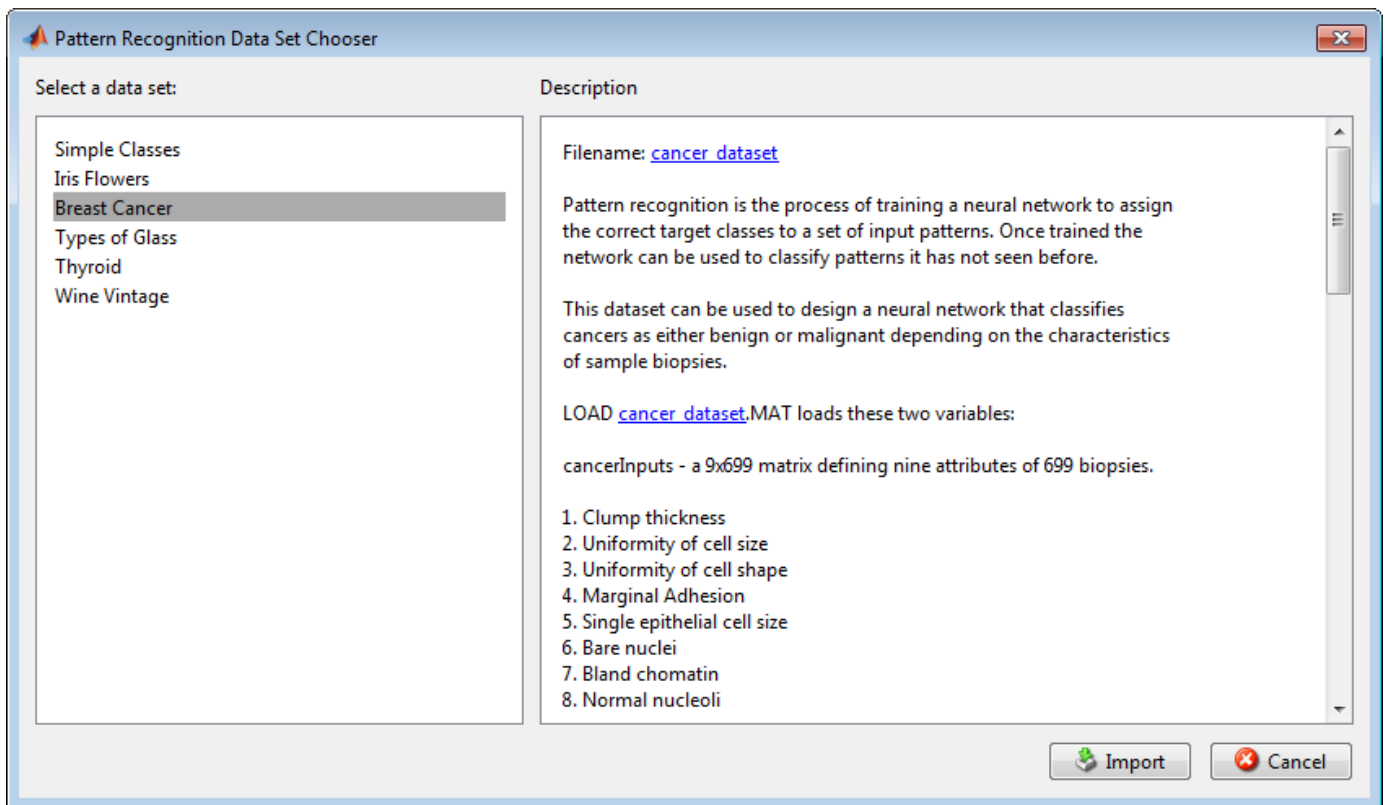 Pattern Recognition Data Set Chooser
Select a data set:
Simple Classes
Iris Flowers
Breast Cancer
Types of Glass
Thyroid
Wine Vintage
Description
Filename: cancer_dataset
Pattern recognition is the process of training a neural network to assign
the correct target classes to a set of input patterns. Once trained the
network can be used to classify patterns it has not seen before.
This dataset can be used to design a neural network that classifies
cancers as either benign or malignant depending on the characteristics
of sample biopsies.
LOAD cancer_dataset.MAT loads these two variables:
cancerInputs - a 9x699 matrix defining nine attributes of 699 biopsies.
1. Clump thickness
2. Uniformity of cell size
3. Uniformity of cell shape
4. Marginal Adhesion
5. Single epithelial cell size
6. Bare nuclei
7. Bland chomatin
8. Normal nucleoli
Import
Cancel